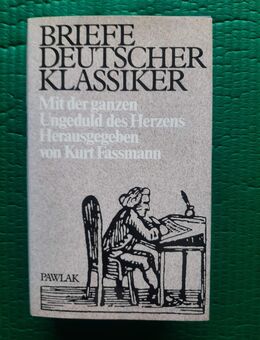 BRIEFE
DEUTSCHER
KLASSIKER
Mit der ganzen
Ungeduld des Herzens
Herausgegeben
von Kurt Fassmann
PAWLAK